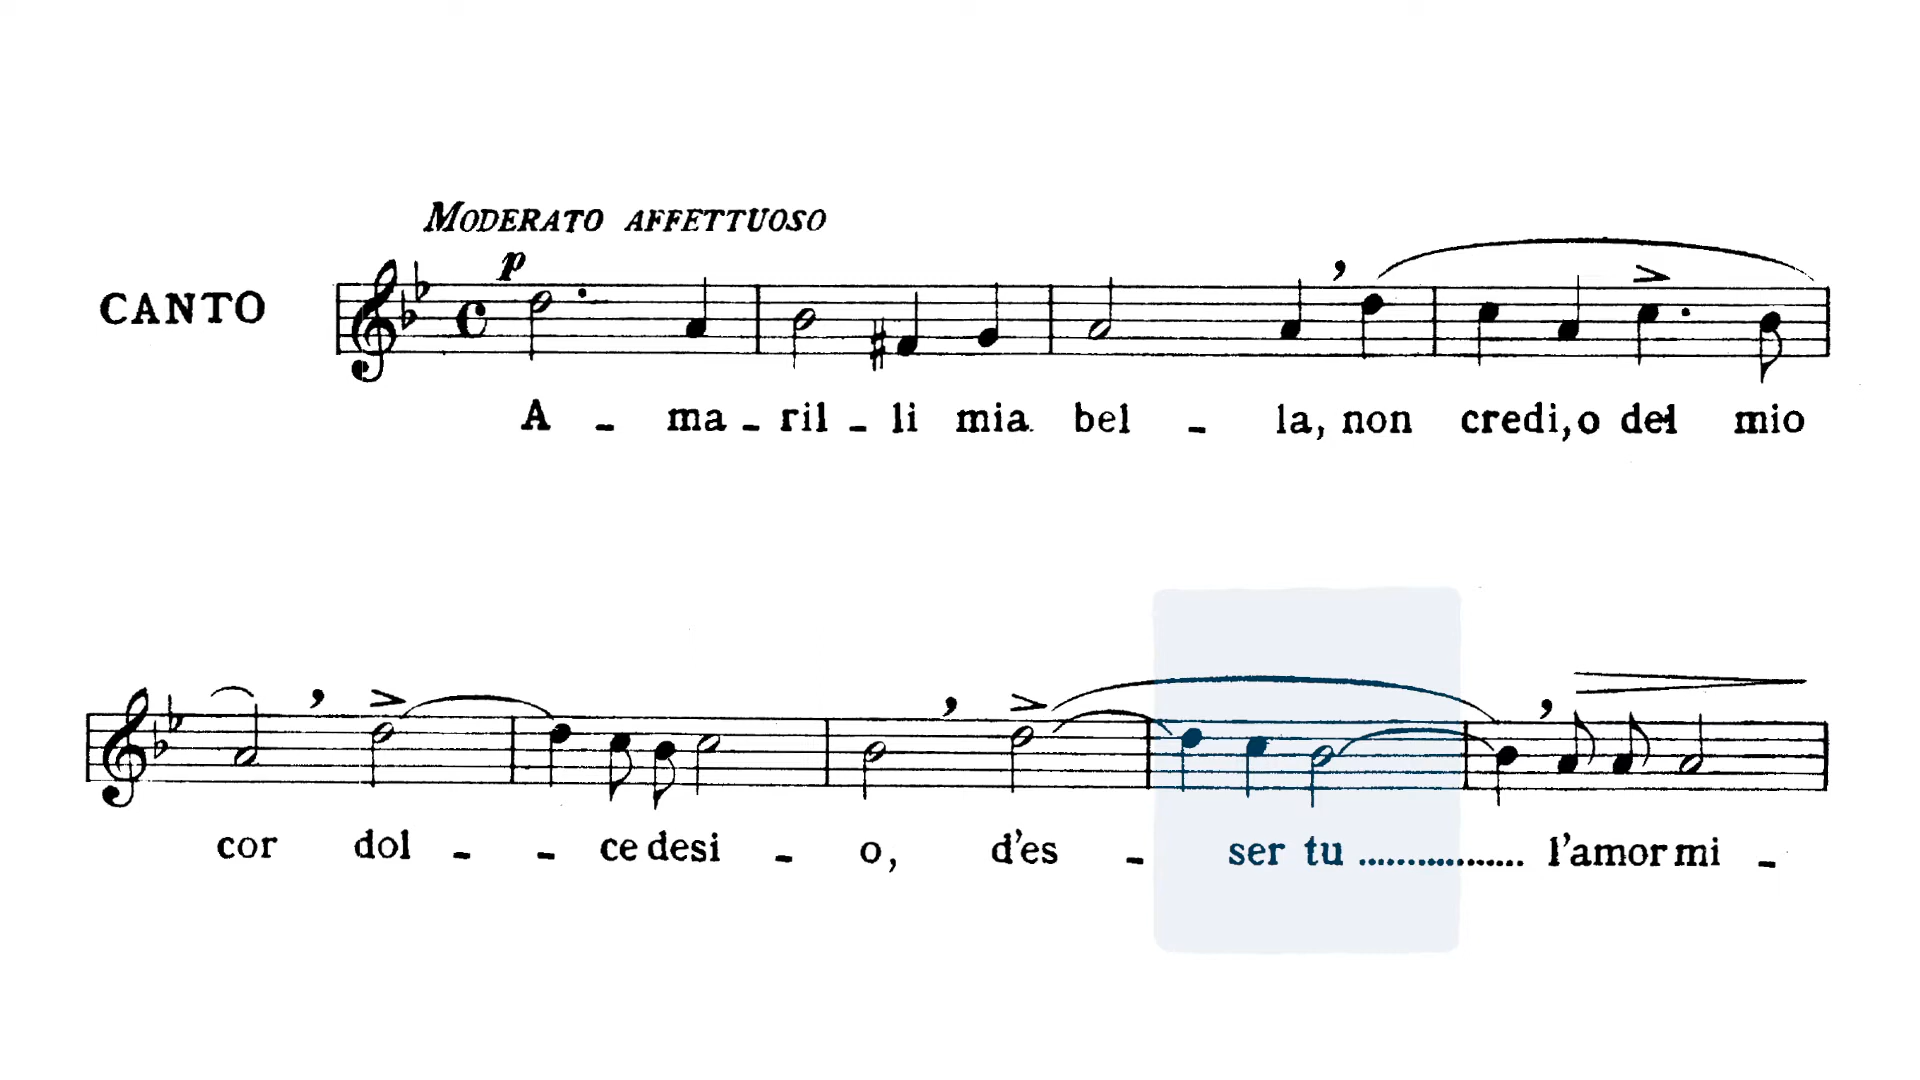 MODERATO AFFETTUOSO
p
CANTO
A - ma - ril - li mia bel - la, non credi, o del mio
cor dol - - ce desi - o, d'es - ser tu .................. l'amor mi -